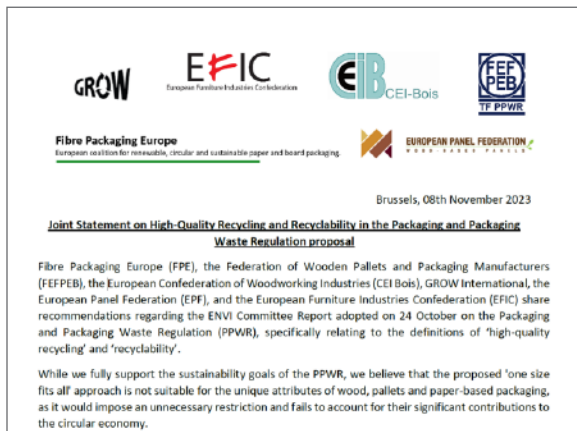 GROW
EFIC
European Furniture Industries Confederation
CEIB
CEI-Bois
FEF
PEB
TF PPWR
Fibre Packaging Europe
European coalition for renewable, circular and sustainable paper and board packaging.
EUROPEAN PANEL FEDERATION
WOOD-BASED PANELS
Brussels, 08th November 2023
Joint Statement on High-Quality Recycling and Recyclability in the Packaging and Packaging
Waste Regulation proposal
Fibre Packaging Europe (FPE), the Federation of Wooden Pallets and Packaging Manufacturers
(FEFPEB), the European Confederation of Woodworking Industries (CEI Bois), GROW International, the
European Panel Federation (EPF), and the European Furniture Industries Confederation (EFIC) share
recommendations regarding the ENVI Committee Report adopted on 24 October on the Packaging
and Packaging Waste Regulation (PPWR), specifically relating to the definitions of ‘high-quality
recycling’ and ‘recyclability’.
While we fully support the sustainability goals of the PPWR, we believe that the proposed ‘one size
fits all’ approach is not suitable for the unique attributes of wood, pallets and paper-based packaging,
as it would impose an unnecessary restriction and fails to account for their significant contributions to
the circular economy.